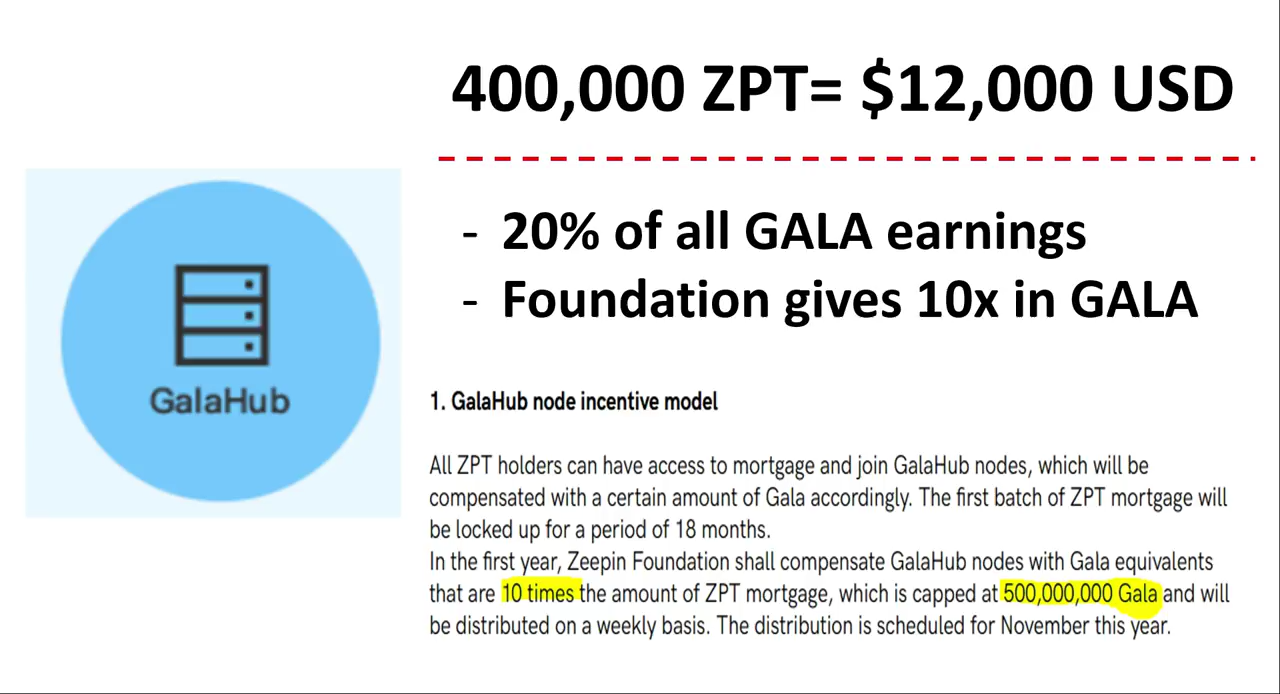 400,000 ZPT= $12,000 USD
- 20% of all GALA earnings
- Foundation gives 10x in GALA
GalaHub
1. GalaHub node incentive model
All ZPT holders can have access to mortgage and join GalaHub nodes, which will be
compensated with a certain amount of Gala accordingly. The first batch of ZPT mortgage will
be locked up for a period of 18 months.
In the first year, Zeepin Foundation shall compensate GalaHub nodes with Gala equivalents
that are 10 times the amount of ZPT mortgage, which is capped at 500,000,000 Gala and will
be distributed on a weekly basis. The distribution is scheduled for November this year.